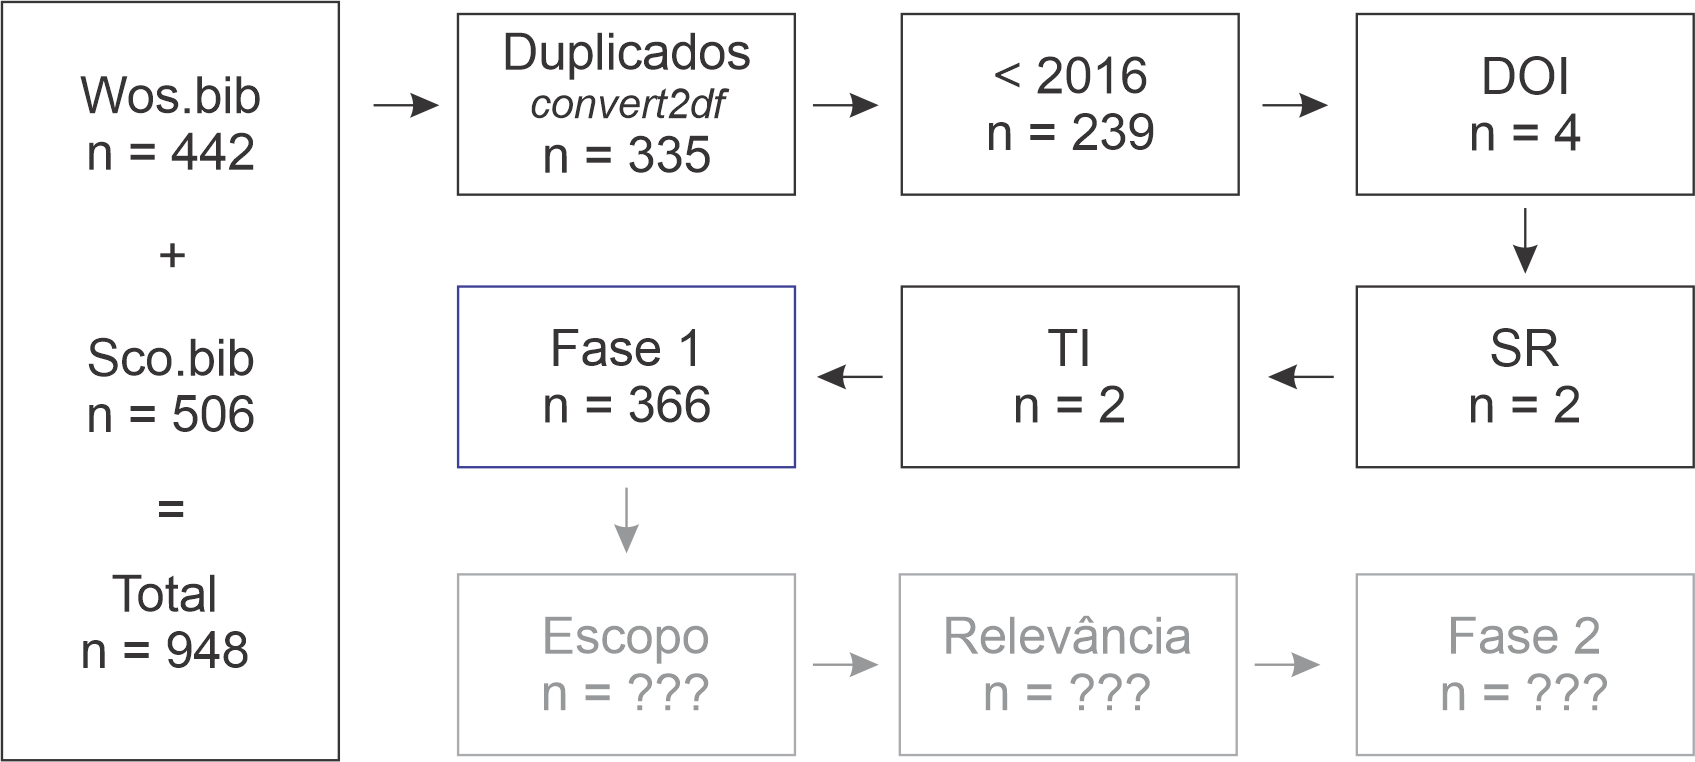 Wos.bib
n = 442
+
Sco.bib
n = 506
=
Total
n = 948
Duplicados
convert2df
n = 335
< 2016
n = 239
DOI
n = 4
SR
n = 2
TI
n = 2
Fase 1
n = 366
Escopo
n = ???
Relevância
n = ???
Fase 2
n = ???